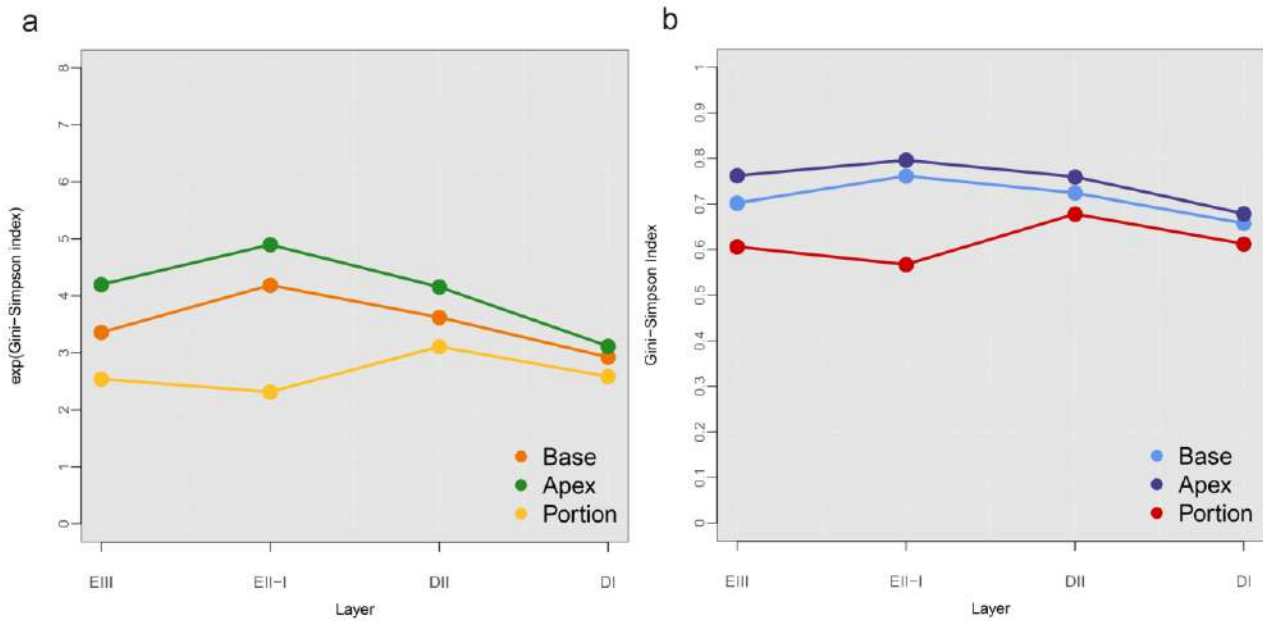 a
8
7
6
5
4
3
2
1
0
exp(Gini-Simpson index)
EIII
EII-I
DII
DI
Layer
Base
Apex
Portion
b
1
0.9
0.8
0.7
0.6
0.5
0.4
0.3
0.2
0.1
0
Gini-Simpson Index
EIII
EII-I
DII
DI
Layer
Base
Apex
Portion